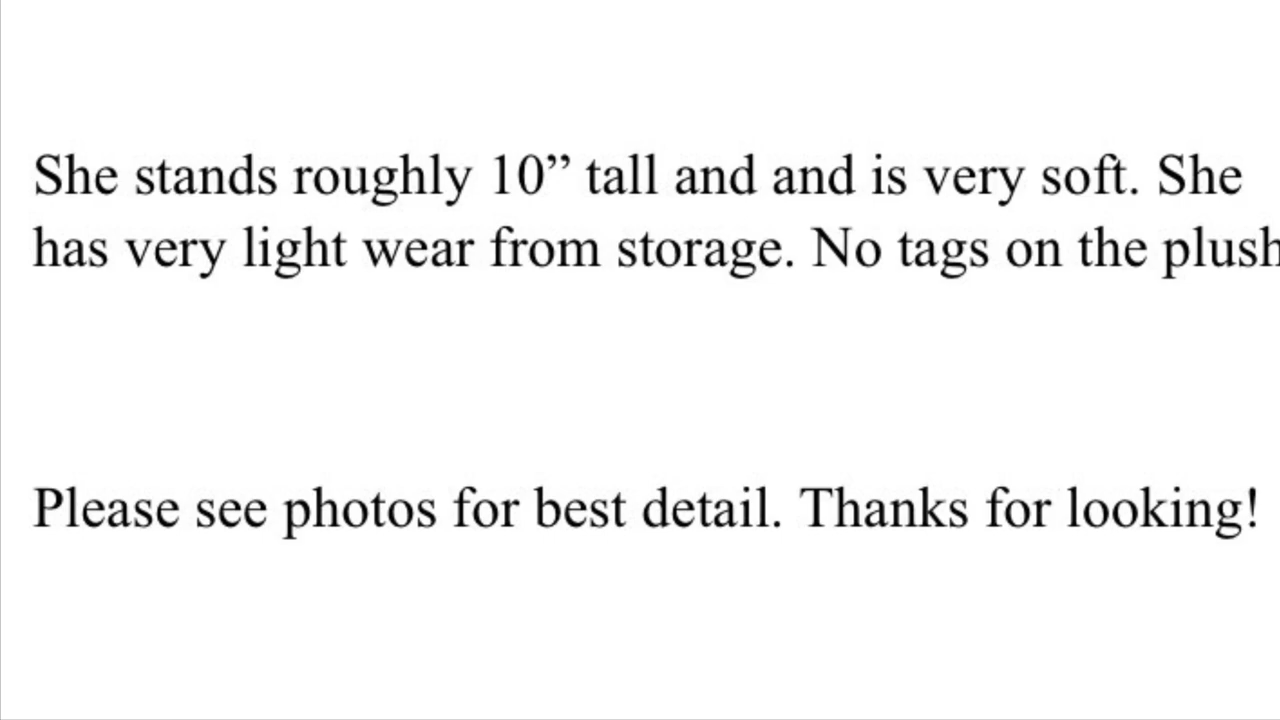 She stands roughly 10” tall and and is very soft. She
has very light wear from storage. No tags on the plush
Please see photos for best detail. Thanks for looking!